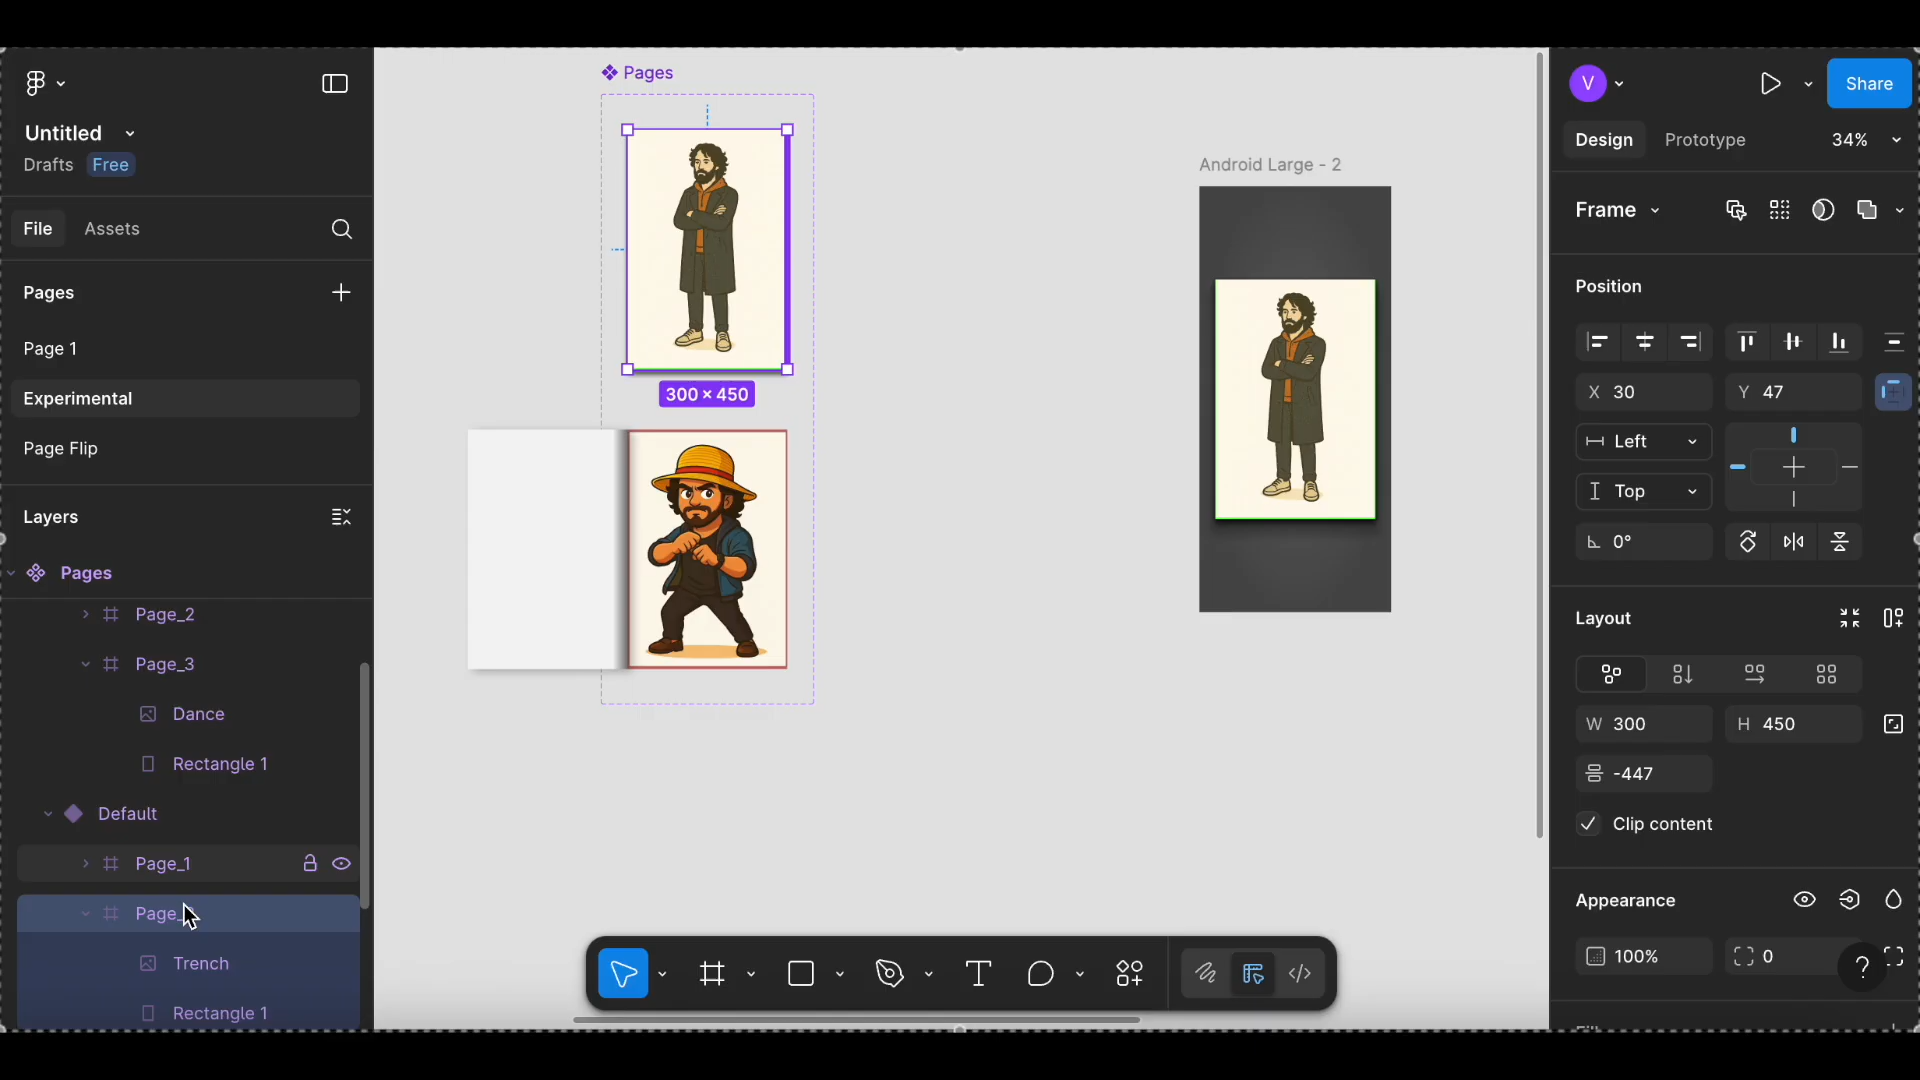 Untitled
Drafts Free
File Assets
Pages
Page 1
Experimental
Page Flip
Layers
Pages
Page_2
Page_3
Dance
Rectangle 1
Default
Page_1
Page_
Trench
Rectangle 1
Pages
300 × 450
Android Large - 2
V
Share
Design Prototype 34%
Frame
Position
X 30 Y 47
Left
Top
0°
Layout
W 300 H 450
-447
Clip content
Appearance
100% 0
?